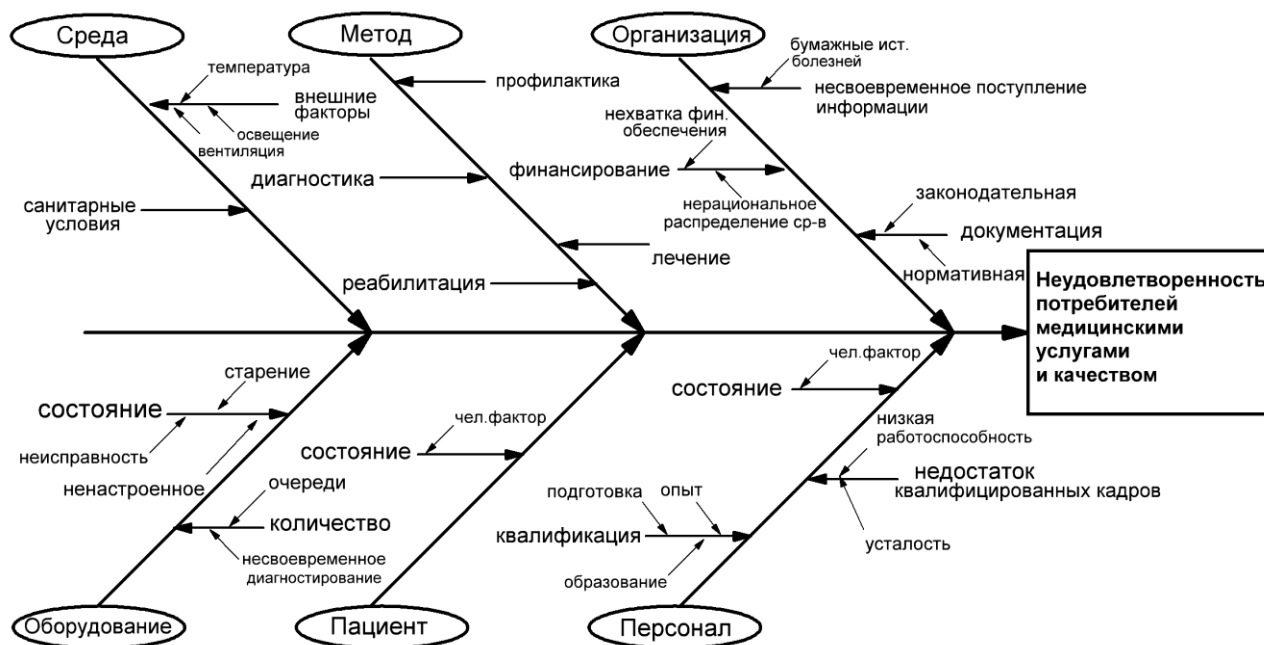 Среда
Метод
Организация
температура
внешние
факторы
освещение
вентиляция
санитарные
условия
профилактика
диагностика
лечение
реабилитация
бумажные ист.
болезней
несвоевременное поступление
информации
нехватка фин.
обеспечения
финансирование
нерациональное
распределение ср-в
законодательная
документация
нормативная
Неудовлетворенность
потребителей
медицинскими
услугами
и качеством
старение
состояние
неисправность
ненастроенное
очереди
количество
несвоевременное
диагностирование
чел.фактор
состояние
чел.фактор
состояние
низкая
работоспособность
недостаток
квалифицированных кадров
усталость
подготовка
опыт
квалификация
образование
Оборудование
Пациент
Персонал